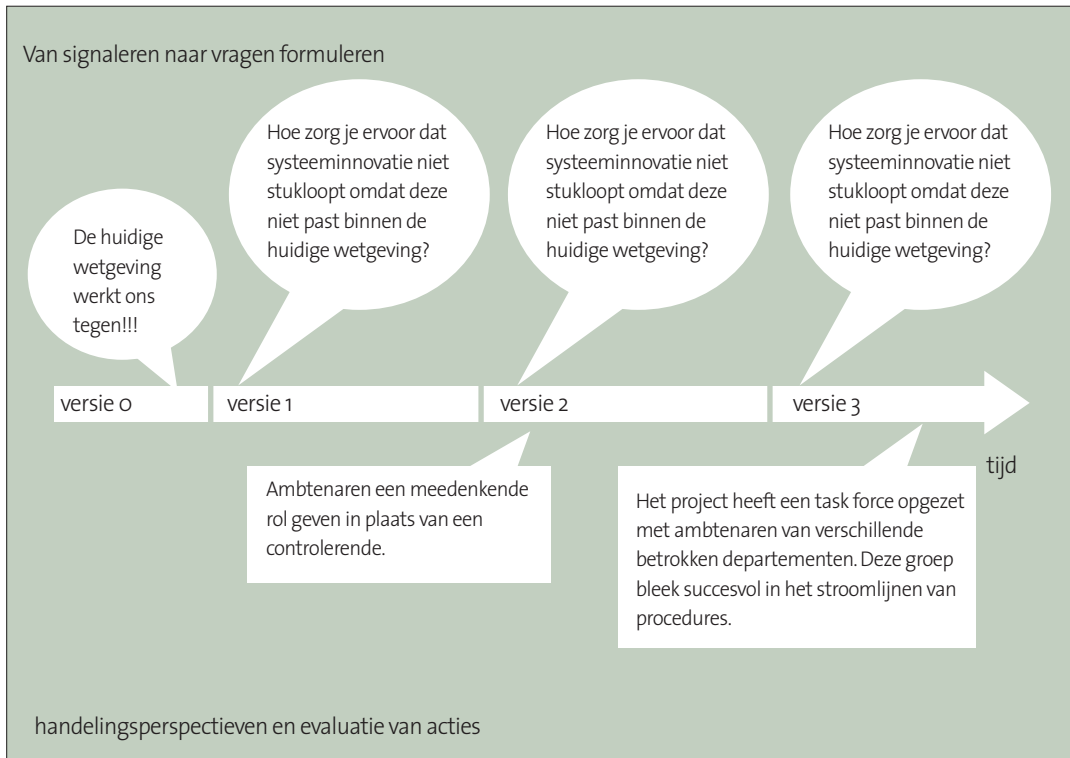 Van signaleren naar vragen formuleren
De huidige
wetgeving
werkt ons
tegen!!!
Hoe zorg je ervoor dat
systeeminnovatie niet
stukloopt omdat deze
niet past binnen de
huidige wetgeving?
Hoe zorg je ervoor dat
systeeminnovatie niet
stukloopt omdat deze
niet past binnen de
huidige wetgeving?
Hoe zorg je ervoor dat
systeeminnovatie niet
stukloopt omdat deze
niet past binnen de
huidige wetgeving?
versie 0
versie 1
versie 2
versie 3
tijd
Ambtenaren een meedenkende
rol geven in plaats van een
controlerende.
Het project heeft een task force opgezet
met ambtenaren van verschillende
betrokken departementen. Deze groep
bleek succesvol in het stroomlijnen van
procedures.
handelingsperspectieven en evaluatie van acties